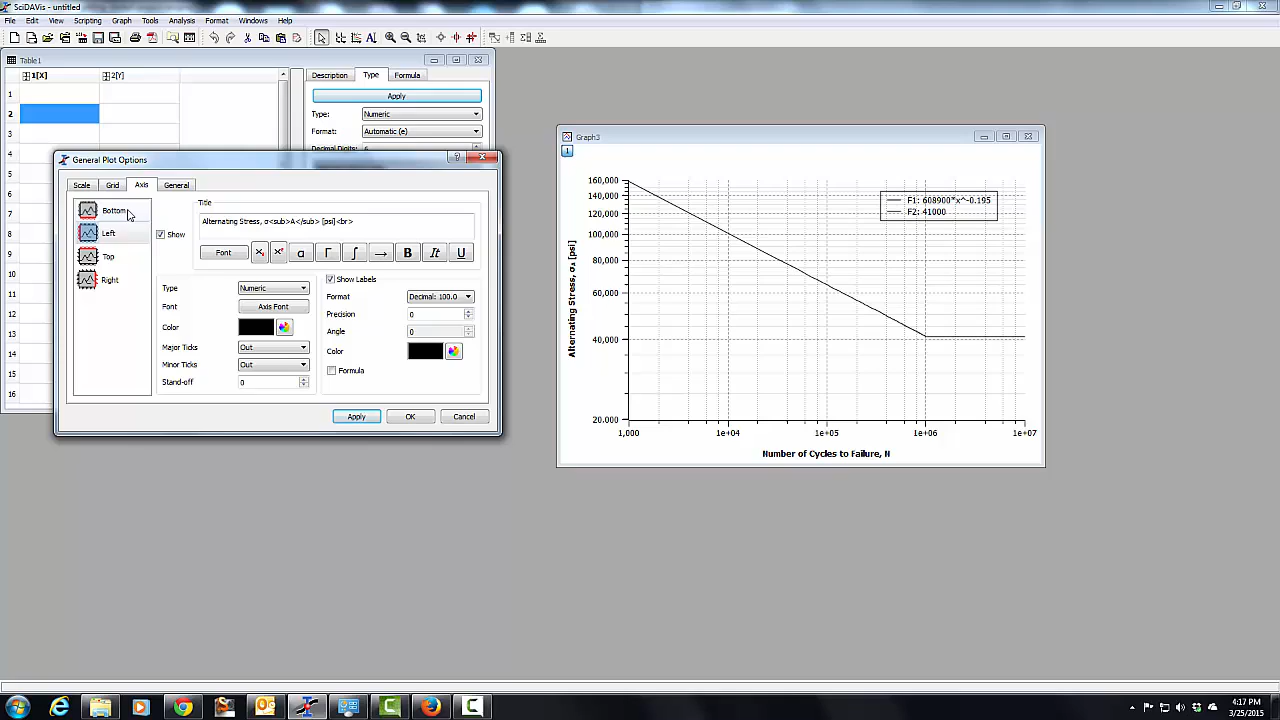 SciDAVis - untitled
File Edit View Scripting Graph Tools Analysis Format Windows Help
Table1
1[X] 2[Y]
1
2
3
4
5
6
7
8
9
10
11
12
13
14
15
16
Description Type Formula
Apply
Type: Numeric
Format: Automatic (e)
Decimal Digits: 6
General Plot Options
Scale Grid Axis General
Bottom
Left
Top
Right
Show
Title
Alternating Stress, σ<sub>A</sub> [psi]<br>
Font α Γ ∫ → B It U
Type Numeric
Font Axis Font
Color
Major Ticks Out
Minor Ticks Out
Stand-off 0
Show Labels
Format Decimal: 100.0
Precision 0
Angle 0
Color
Formula
Apply OK Cancel
Graph3
1
160,000
140,000
120,000
100,000
80,000
60,000
40,000
20,000
Alternating Stress, σA [psi]
F1: 608900*x^-0.195
F2: 41000
1,000 1e+04 1e+05 1e+06 1e+07
Number of Cycles to Failure, N
4:17 PM
3/25/2015